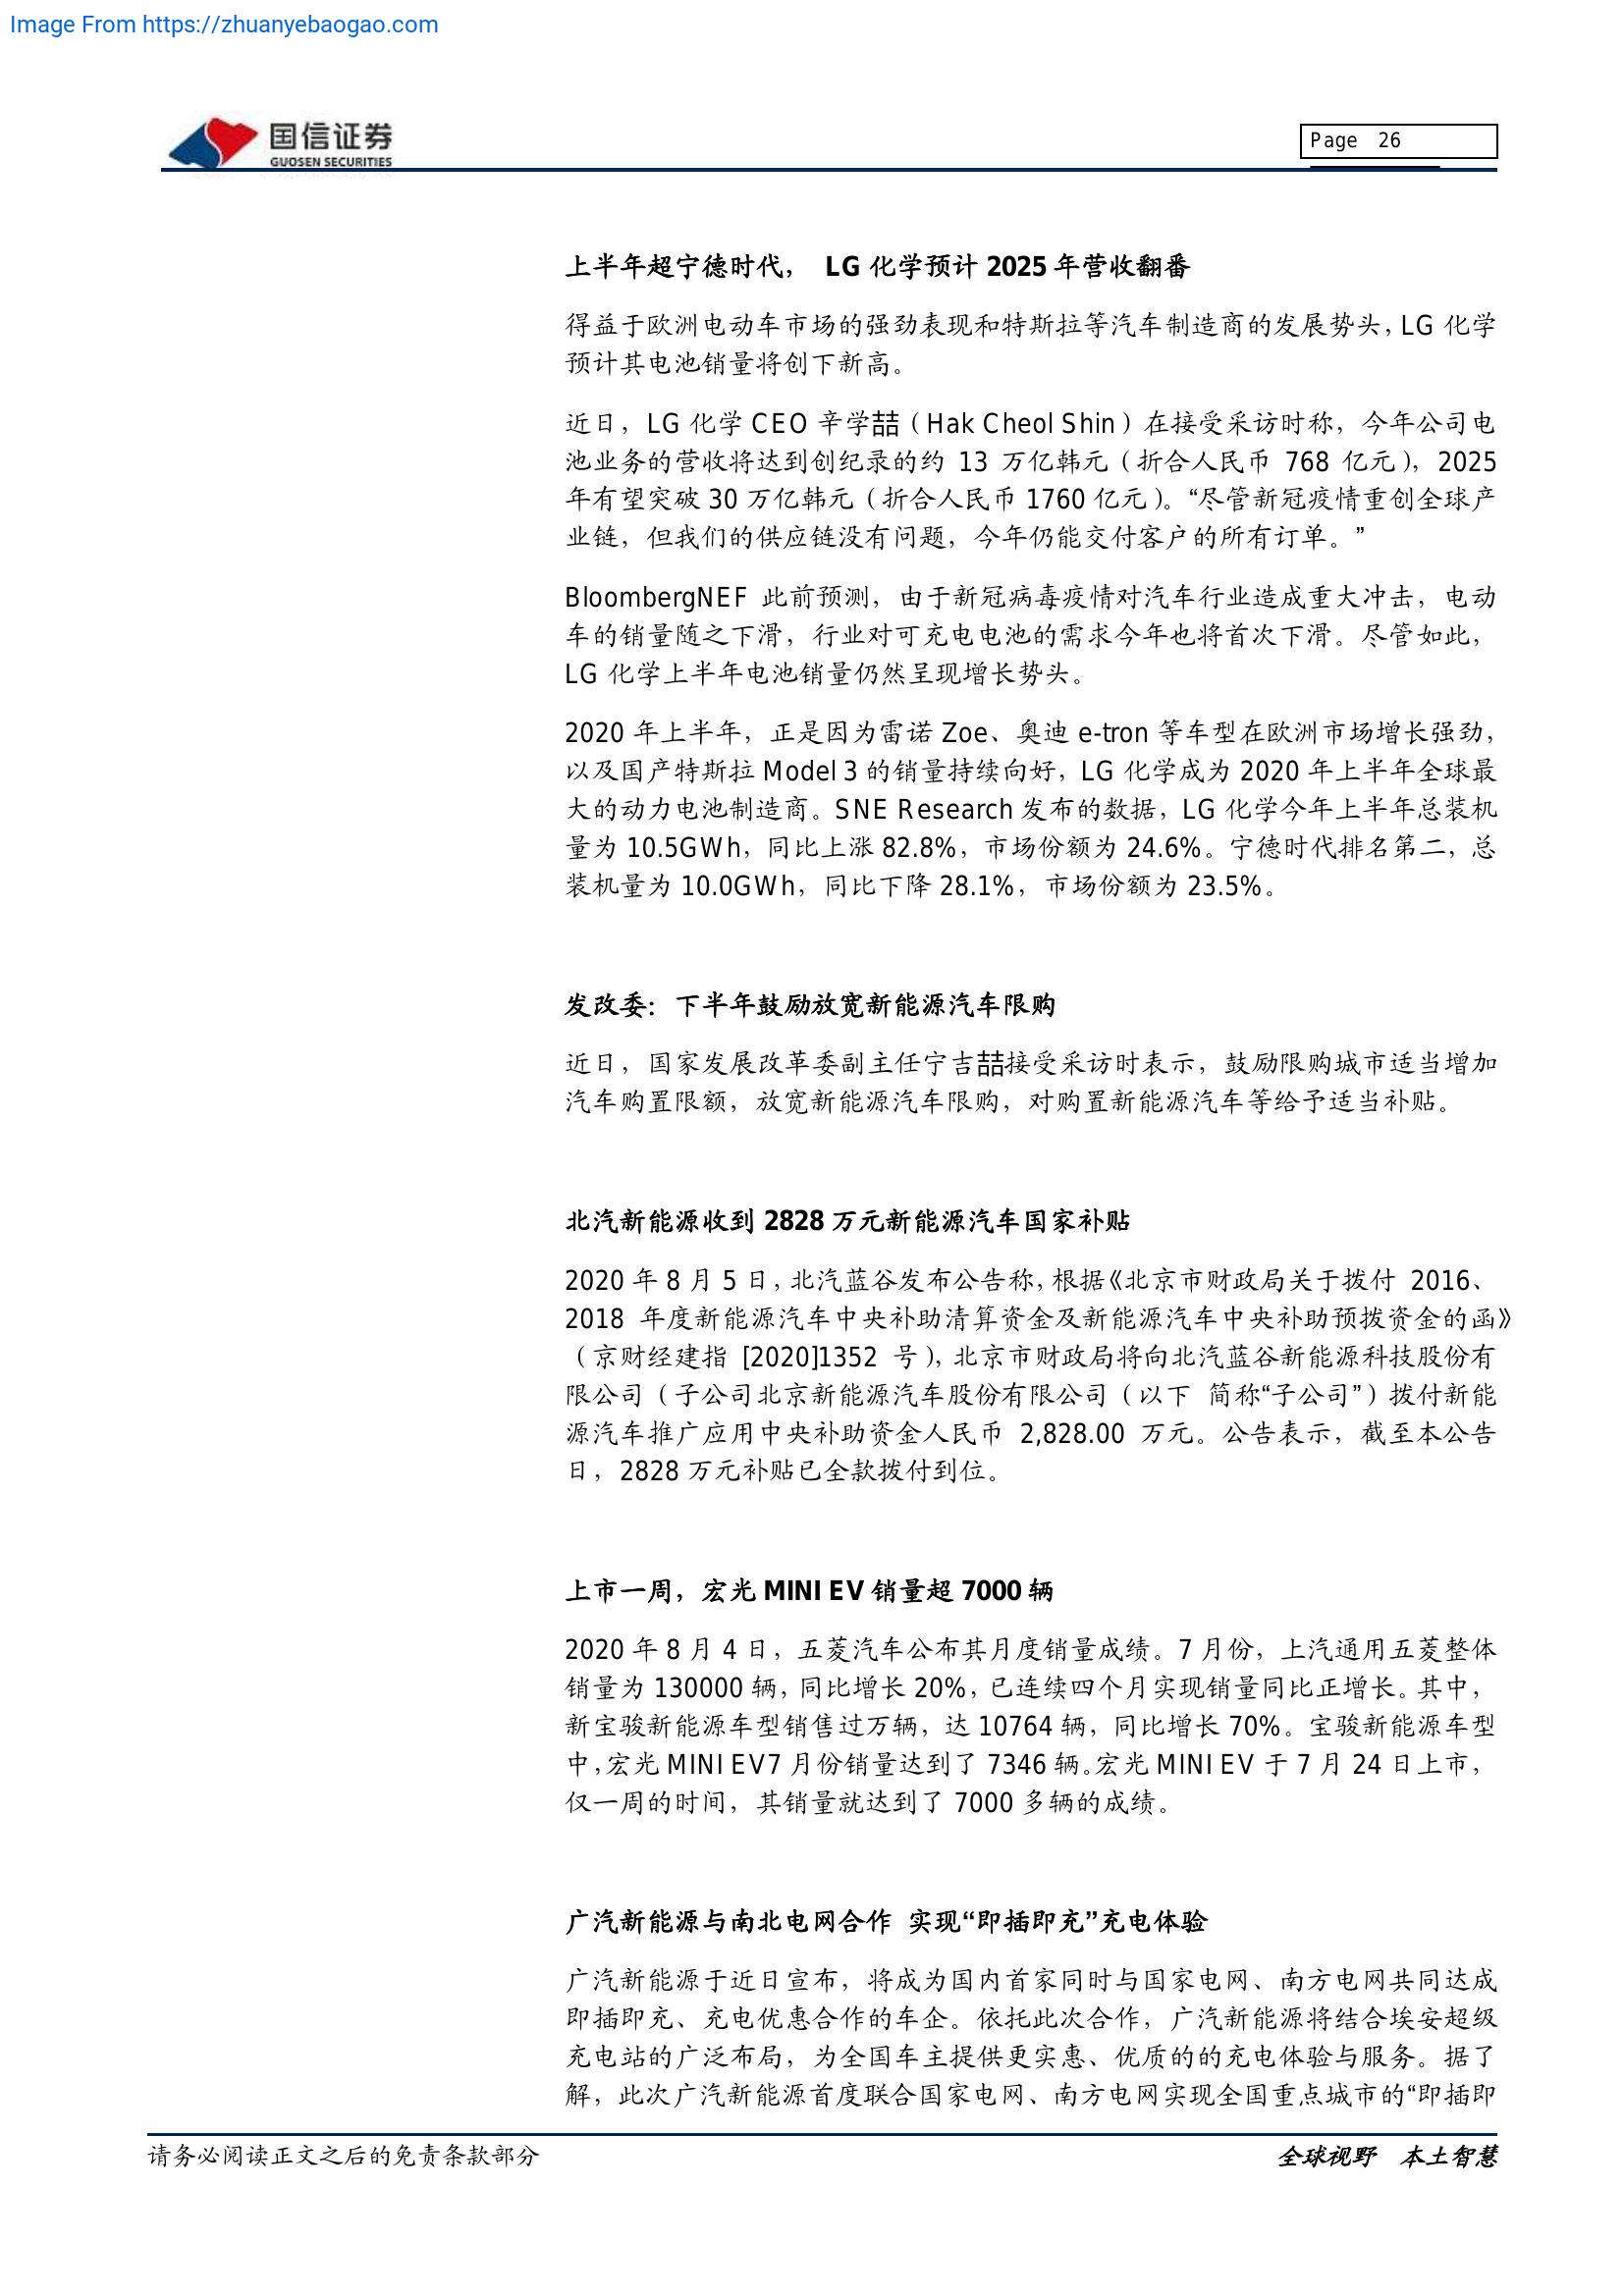 Image From https://zhuanyebaogao.com
国信证券
GUOSEN SECURITIES
Page 26
上半年超宁德时代， LG 化学预计 2025 年营收翻番
得益于欧洲电动车市场的强劲表现和特斯拉等汽车制造商的发展势头，LG 化学
预计其电池销量将创下新高。
近日，LG 化学 CEO 辛学喆（Hak Cheol Shin）在接受采访时称，今年公司电
池业务的营收将达到创纪录的约 13 万亿韩元（折合人民币 768 亿元），2025
年有望突破 30 万亿韩元（折合人民币 1760 亿元）。“尽管新冠疫情重创全球产
业链，但我们的供应链没有问题，今年仍能交付客户的所有订单。”
BloombergNEF 此前预测，由于新冠病毒疫情对汽车行业造成重大冲击，电动
车的销量随之下滑，行业对可充电电池的需求今年也将首次下滑。尽管如此，
LG 化学上半年电池销量仍然呈现增长势头。
2020 年上半年，正是因为雷诺 Zoe、奥迪 e-tron 等车型在欧洲市场增长强劲，
以及国产特斯拉 Model 3 的销量持续向好，LG 化学成为 2020 年上半年全球最
大的动力电池制造商。SNE Research 发布的数据，LG 化学今年上半年总装机
量为 10.5GWh，同比上涨 82.8%，市场份额为 24.6%。宁德时代排名第二，总
装机量为 10.0GWh，同比下降 28.1%，市场份额为 23.5%。
发改委：下半年鼓励放宽新能源汽车限购
近日，国家发展改革委副主任宁吉喆接受采访时表示，鼓励限购城市适当增加
汽车购置限额，放宽新能源汽车限购，对购置新能源汽车等给予适当补贴。
北汽新能源收到 2828 万元新能源汽车国家补贴
2020 年 8 月 5 日，北汽蓝谷发布公告称，根据《北京市财政局关于拨付 2016、
2018 年度新能源汽车中央补助清算资金及新能源汽车中央补助预拨资金的函》
（京财经建指 [2020]1352 号），北京市财政局将向北汽蓝谷新能源科技股份有
限公司（子公司北京新能源汽车股份有限公司（以下 简称“子公司”）拨付新能
源汽车推广应用中央补助资金人民币 2,828.00 万元。公告表示，截至本公告
日，2828 万元补贴已全款拨付到位。
上市一周，宏光 MINI EV 销量超 7000 辆
2020 年 8 月 4 日，五菱汽车公布其月度销量成绩。7 月份，上汽通用五菱整体
销量为 130000 辆，同比增长 20%，已连续四个月实现销量同比正增长。其中，
新宝骏新能源车型销售过万辆，达 10764 辆，同比增长 70%。宝骏新能源车型
中，宏光 MINI EV7 月份销量达到了 7346 辆。宏光 MINI EV 于 7 月 24 日上市，
仅一周的时间，其销量就达到了 7000 多辆的成绩。
广汽新能源与南北电网合作 实现“即插即充”充电体验
广汽新能源于近日宣布，将成为国内首家同时与国家电网、南方电网共同达成
即插即充、充电优惠合作的车企。依托此次合作，广汽新能源将结合埃安超级
充电站的广泛布局，为全国车主提供更实惠、优质的的充电体验与服务。据了
解，此次广汽新能源首度联合国家电网、南方电网实现全国重点城市的“即插即
请务必阅读正文之后的免责条款部分
全球视野 本土智慧